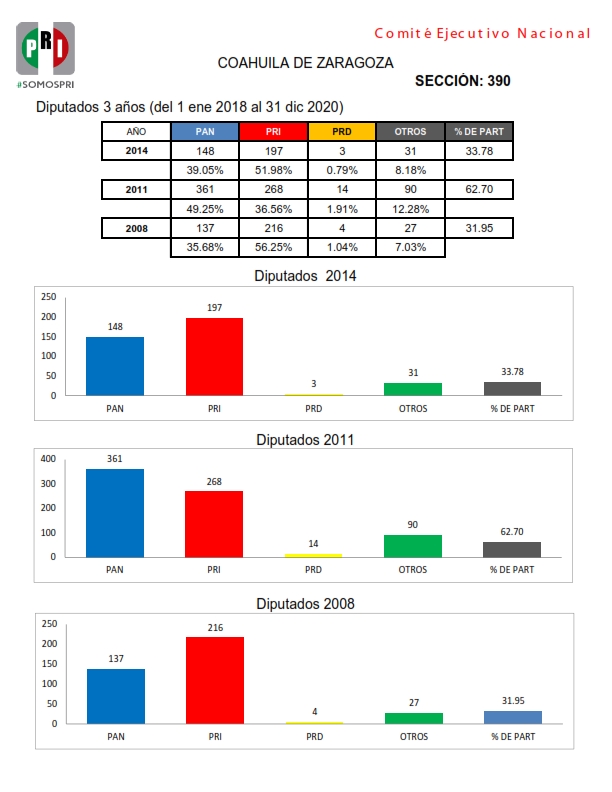 PRI
#SOMOSPRI
Comité Ejecutivo Nacional
COAHUILA DE ZARAGOZA
SECCIÓN: 390
Diputados 3 años (del 1 ene 2018 al 31 dic 2020)
AÑO PAN PRI PRD OTROS % DE PART
2014 148 197 3 31 33.78
39.05% 51.98% 0.79% 8.18%
2011 361 268 14 90 62.70
49.25% 36.56% 1.91% 12.28%
2008 137 216 4 27 31.95
35.68% 56.25% 1.04% 7.03%
Diputados 2014
250
200
150
100
50
0
148 197 3 31 33.78
PAN PRI PRD OTROS % DE PART
Diputados 2011
400
300
200
100
0
361 268 14 90 62.70
PAN PRI PRD OTROS % DE PART
Diputados 2008
250
200
150
100
50
0
137 216 4 27 31.95
PAN PRI PRD OTROS % DE PART